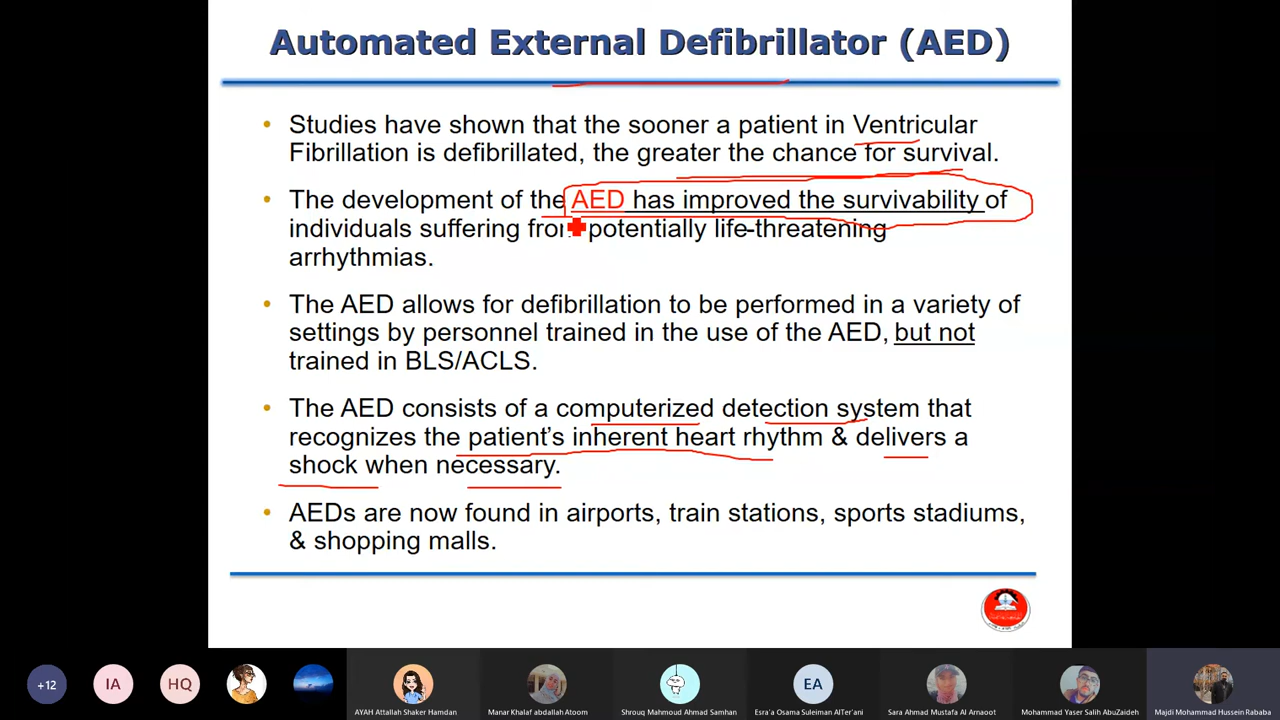 Automated External Defibrillator (AED)
• Studies have shown that the sooner a patient in Ventricular
Fibrillation is defibrillated, the greater the chance for survival.
• The development of the AED has improved the survivability of
individuals suffering from potentially life-threatening
arrhythmias.
• The AED allows for defibrillation to be performed in a variety of
settings by personnel trained in the use of the AED, but not
trained in BLS/ACLS.
• The AED consists of a computerized detection system that
recognizes the patient's inherent heart rhythm & delivers a
shock when necessary.
• AEDs are now found in airports, train stations, sports stadiums,
& shopping malls.
+12
IA
HQ
EA
AYAH Attallah Shaker Hamdan
Manar Khalaf abdallah Atoom
Shrouq Mahmoud Ahmad Samhan
Esra'a Osama Suleiman AlTer'ani
Sara Ahmad Mustafa Al Arnaoot
Mohammad Yaser Salih AbuZaideh
Majdi Mohammad Hussein Rababa